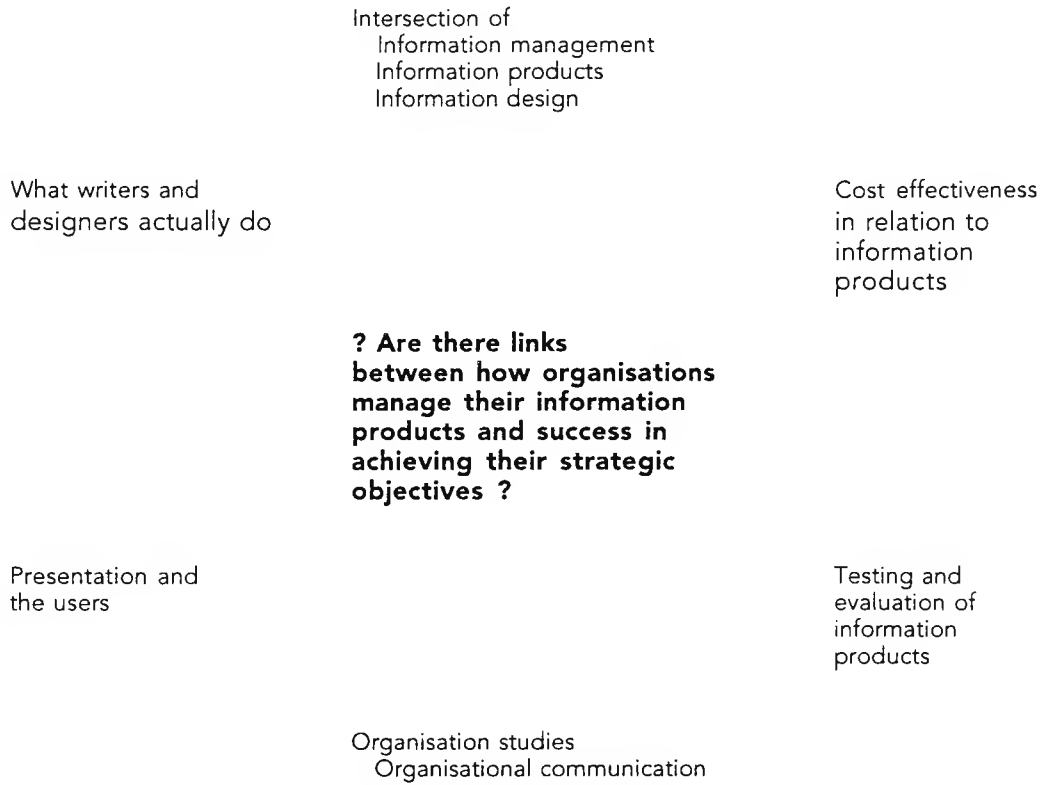 Intersection of
Information management
Information products
Information design
What writers and
designers actually do
Cost effectiveness
in relation to
information
products
? Are there links
between how organisations
manage their information
products and success in
achieving their strategic
objectives ?
Presentation and
the users
Testing and
evaluation of
information
products
Organisation studies
Organisational communication